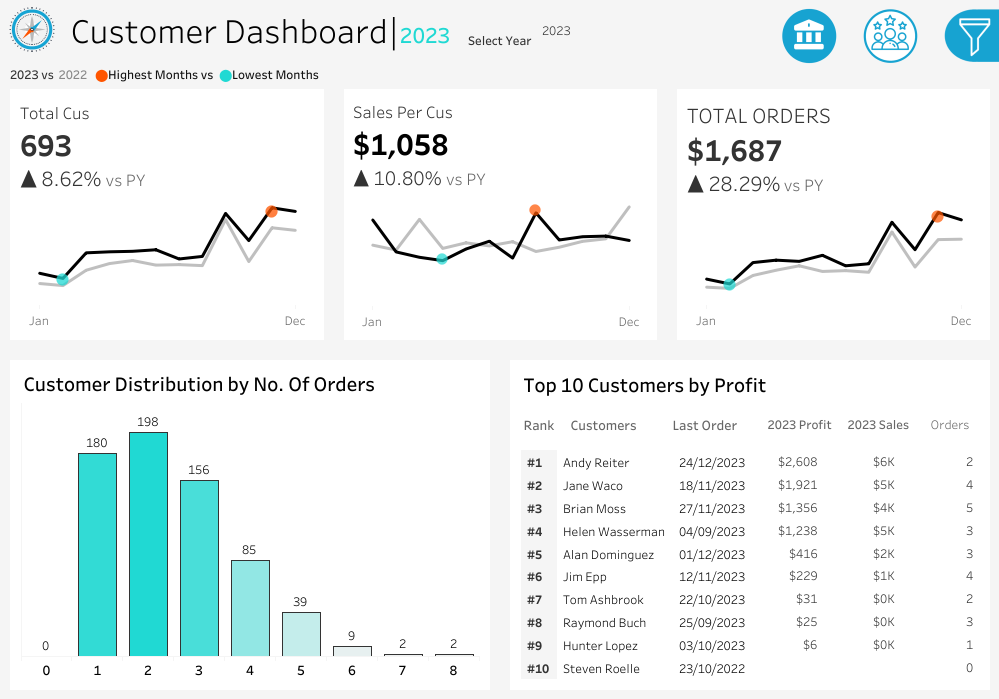 Customer Dashboard|2023
Select Year
2023
2023 vs 2022 Highest Months vs Lowest Months
Total Cus
693
▲ 8.62% vs PY
Jan Dec
Sales Per Cus
$1,058
▲ 10.80% vs PY
Jan Dec
TOTAL ORDERS
$1,687
▲ 28.29% vs PY
Jan Dec
Customer Distribution by No. Of Orders
0 180 198 156 85 39 9 2 2
0 1 2 3 4 5 6 7 8
Top 10 Customers by Profit
Rank Customers Last Order 2023 Profit 2023 Sales Orders
#1 Andy Reiter 24/12/2023 $2,608 $6K 2
#2 Jane Waco 18/11/2023 $1,921 $5K 4
#3 Brian Moss 27/11/2023 $1,356 $4K 5
#4 Helen Wasserman 04/09/2023 $1,238 $5K 3
#5 Alan Dominguez 01/12/2023 $416 $2K 3
#6 Jim Epp 12/11/2023 $229 $1K 4
#7 Tom Ashbrook 22/10/2023 $31 $0K 2
#8 Raymond Buch 25/09/2023 $25 $0K 3
#9 Hunter Lopez 03/10/2023 $6 $0K 1
#10 Steven Roelle 23/10/2022 0